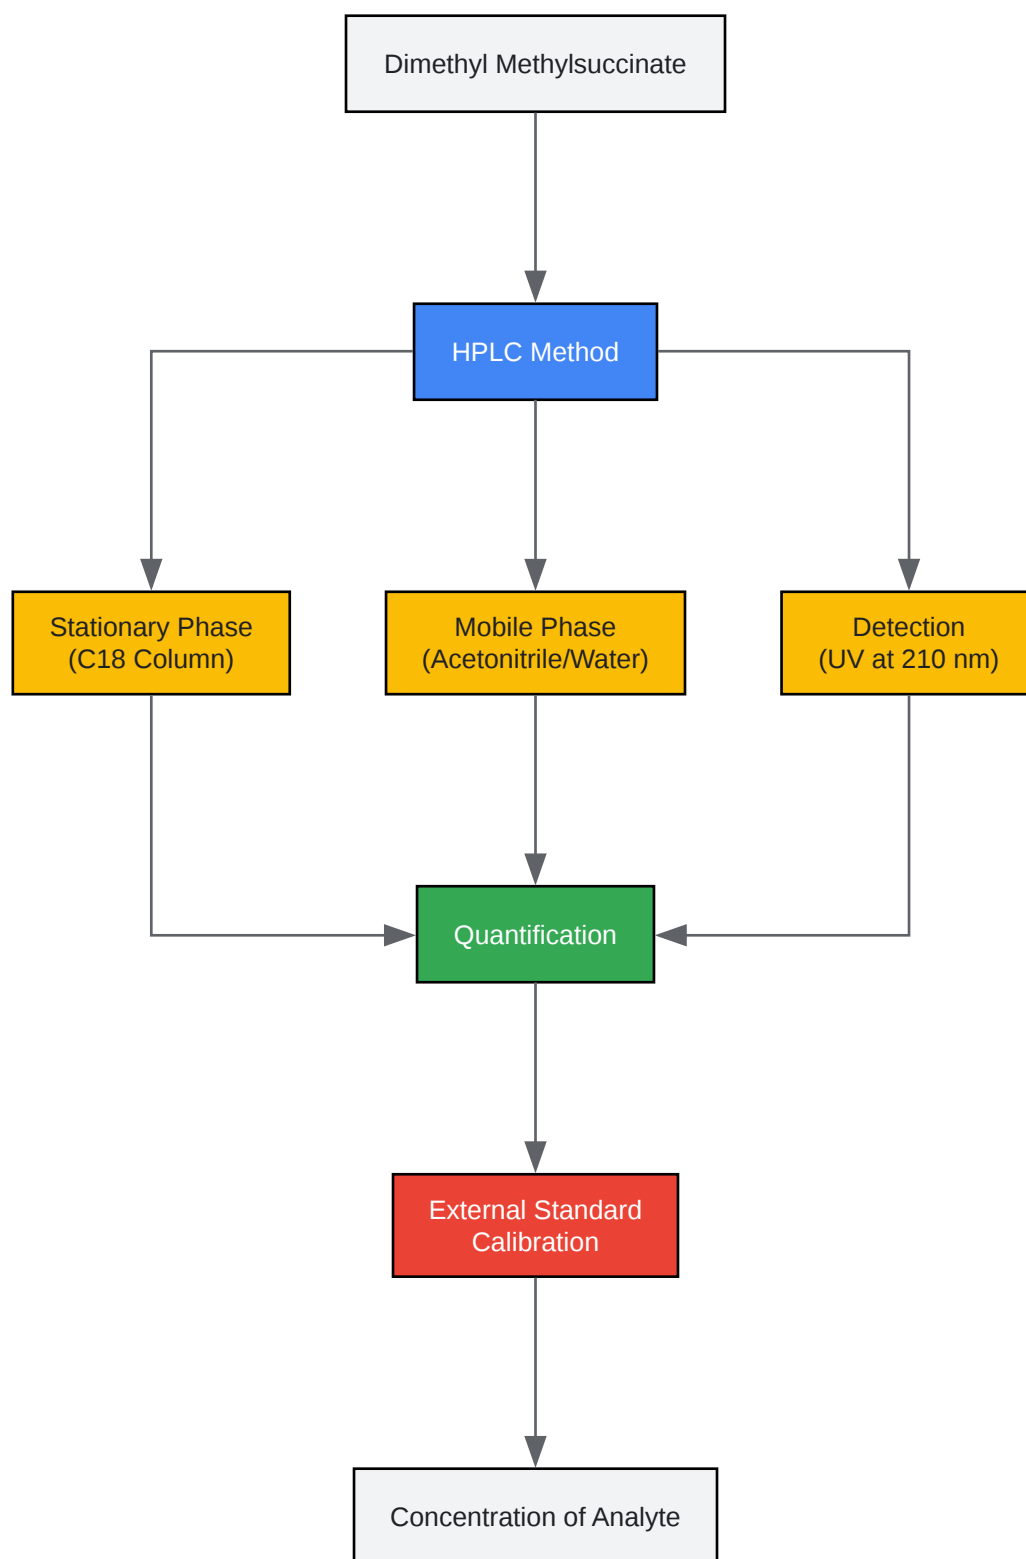 Dimethyl Methylsuccinate
HPLC Method
Stationary Phase
(C18 Column)
Mobile Phase
(Acetonitrile/Water)
Detection
(UV at 210 nm)
Quantification
External Standard
Calibration
Concentration of Analyte